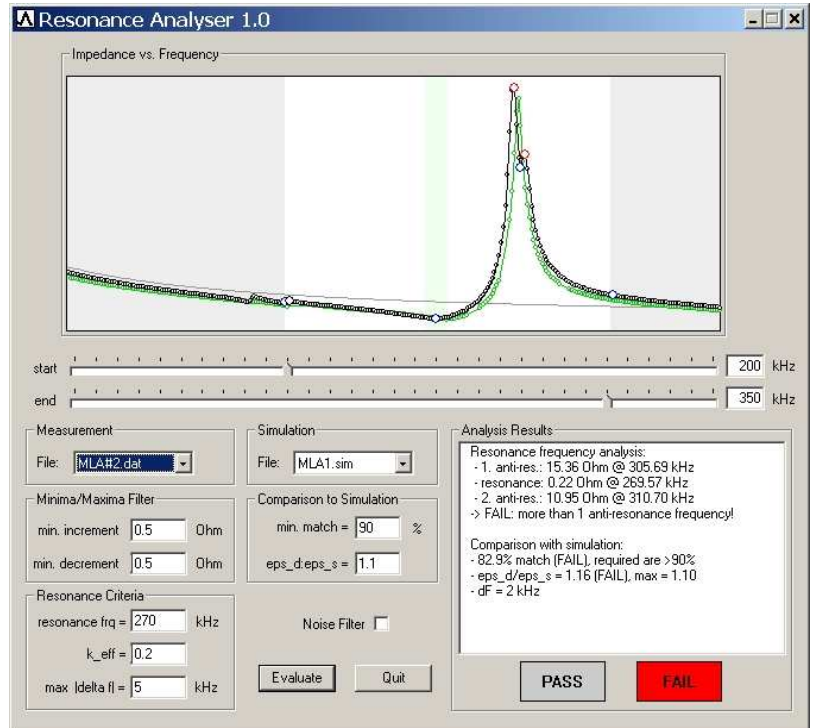 Resonance Analyser 1.0
Impedance vs. Frequency
start 200 kHz
end 350 kHz
Measurement
File: MLA#2.dat
Simulation
File: MLA1.sim
Minima/Maxima Filter
min. increment 0.5 Ohm
min. decrement 0.5 Ohm
Comparison to Simulation
min. match = 90 %
eps_d:eps_s = 1.1
Resonance Criteria
resonance frq = 270 kHz
k_eff = 0.2
max |delta f| = 5 kHz
Noise Filter
Evaluate
Quit
Analysis Results
Resonance frequency analysis:
- 1. anti-res.: 15.36 Ohm @ 305.69 kHz
- resonance: 0.22 Ohm @ 269.57 kHz
- 2. anti-res.: 10.95 Ohm @ 310.70 kHz
-> FAIL: more than 1 anti-resonance frequency!
Comparison with simulation:
- 82.9% match (FAIL), required are >90%
- eps_d/eps_s = 1.16 (FAIL), max = 1.10
- dF = 2 kHz
PASS
FAIL